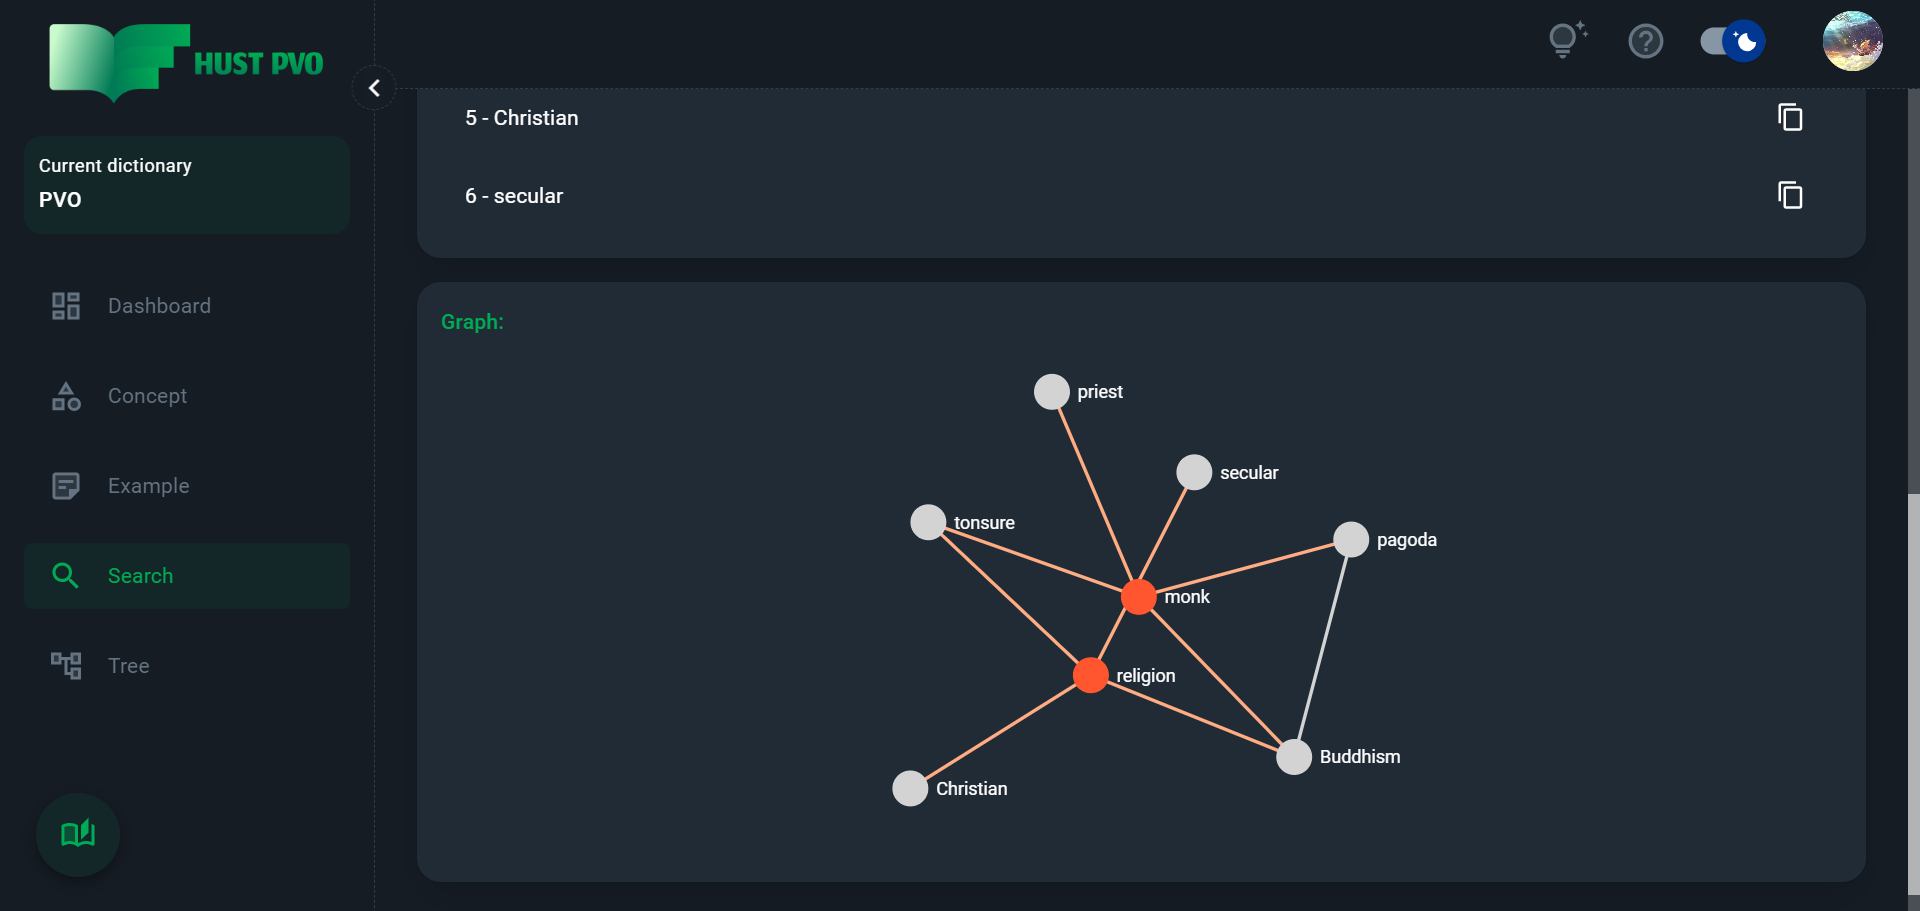 HUST PVO
Current dictionary
PVO
Dashboard
Concept
Example
Search
Tree
5 - Christian
6 - secular
Graph:
priest
secular
tonsure
pagoda
monk
religion
Buddhism
Christian